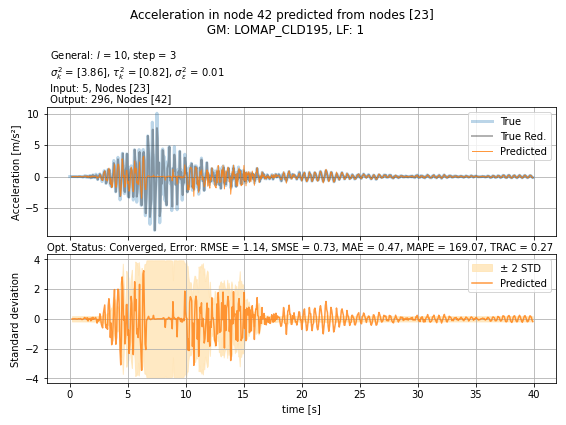 Acceleration in node 42 predicted from nodes [23]
GM: LOMAP_CLD195, LF: 1
General: l = 10, step = 3
σ²ₖ = [3.86], τ²ₖ = [0.82], σ²ε = 0.01
Input: 5, Nodes [23]
Output: 296, Nodes [42]
Acceleration [m/s²]
10
5
0
−5
True
True Red.
Predicted
Opt. Status: Converged, Error: RMSE = 1.14, SMSE = 0.73, MAE = 0.47, MAPE = 169.07, TRAC = 0.27
Standard deviation
4
2
0
−2
−4
± 2 STD
Predicted
0 5 10 15 20 25 30 35 40
time [s]